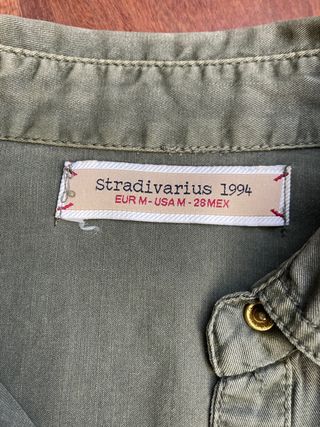 Stradivarius 1994
EUR M - USA M - 28 MEX